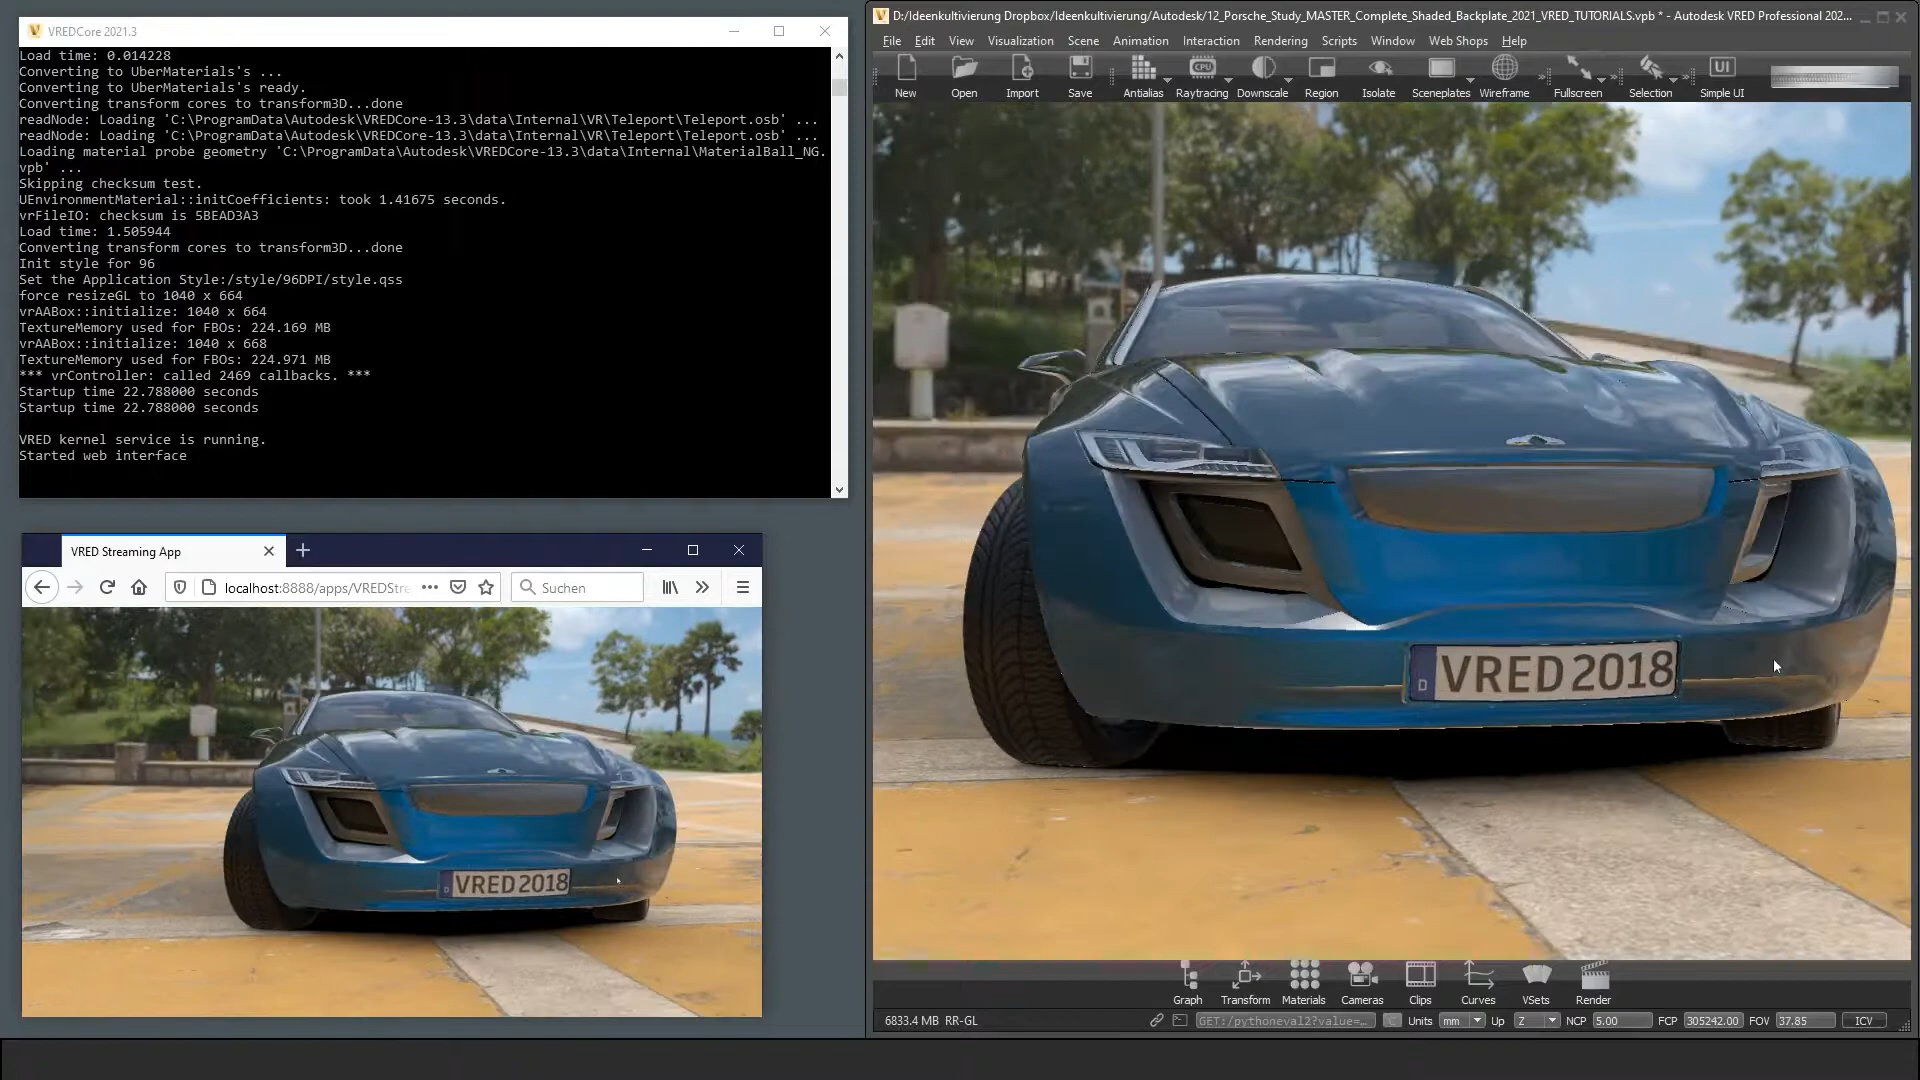 VREDCore 2021.3
Load time: 0.014228
Converting to UberMaterials's ...
Converting to UberMaterials's ready.
Converting transform cores to transform3D...done
readNode: Loading 'C:\ProgramData\Autodesk\VREDCore-13.3\data\Internal\VR\Teleport\Teleport.osb' ...
readNode: Loading 'C:\ProgramData\Autodesk\VREDCore-13.3\data\Internal\VR\Teleport\Teleport.osb' ...
Loading material probe geometry 'C:\ProgramData\Autodesk\VREDCore-13.3\data\Internal\MaterialBall_NG.
vpb' ...
Skipping checksum test.
UEnvironmentMaterial::initCoefficients: took 1.41675 seconds.
vrFileIO: checksum is 5BEAD3A3
Load time: 1.505944
Converting transform cores to transform3D...done
Init style for 96
Set the Application Style:/style/96DPI/style.qss
force resizeGL to 1040 x 664
vrAABox::initialize: 1040 x 664
TextureMemory used for FBOs: 224.169 MB
vrAABox::initialize: 1040 x 668
TextureMemory used for FBOs: 224.971 MB
*** vrController: called 2469 callbacks. ***
Startup time 22.788000 seconds
Startup time 22.788000 seconds
VRED kernel service is running.
Started web interface
VRED Streaming App
localhost:8888/apps/VREDStre
Suchen
D VRED 2018
D:/Ideenkultivierung Dropbox/Ideenkultivierung/Autodesk/12_Porsche_Study_MASTER_Complete_Shaded_Backplate_2021_VRED_TUTORIALS.vpb * - Autodesk VRED Professional 202...
File Edit View Visualization Scene Animation Interaction Rendering Scripts Window Web Shops Help
CPU UI
New Open Import Save Antialias Raytracing Downscale Region Isolate Sceneplates Wireframe Fullscreen Selection Simple UI
D VRED 2018
Graph Transform Materials Cameras Clips Curves VSets Render
6833.4 MB RR-GL GET:/pythoneval2?value=... C Units mm Up Z NCP 5.00 FCP 305242.00 FOV 37.85 ICV